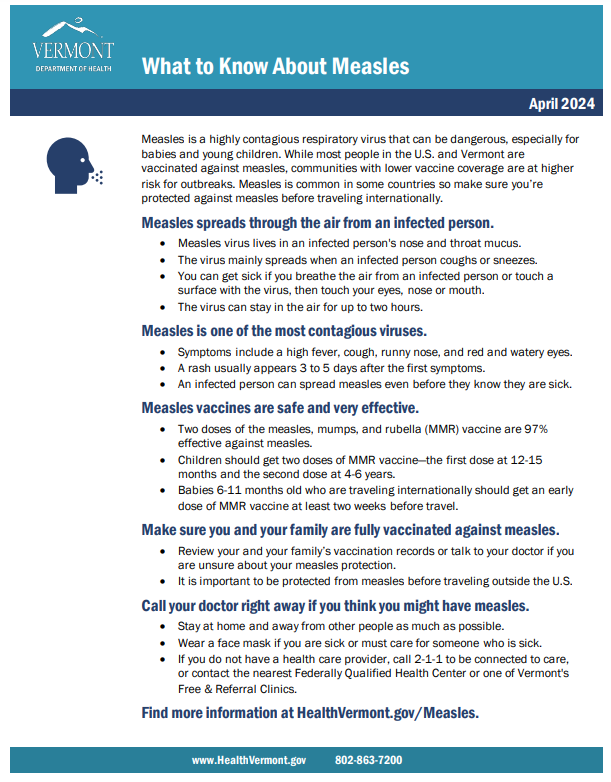 VERMONT
DEPARTMENT OF HEALTH
What to Know About Measles
April 2024
Measles is a highly contagious respiratory virus that can be dangerous, especially for
babies and young children. While most people in the U.S. and Vermont are
vaccinated against measles, communities with lower vaccine coverage are at higher
risk for outbreaks. Measles is common in some countries so make sure you're
protected against measles before traveling internationally.
Measles spreads through the air from an infected person.
• Measles virus lives in an infected person's nose and throat mucus.
• The virus mainly spreads when an infected person coughs or sneezes.
• You can get sick if you breathe the air from an infected person or touch a
surface with the virus, then touch your eyes, nose or mouth.
• The virus can stay in the air for up to two hours.
Measles is one of the most contagious viruses.
• Symptoms include a high fever, cough, runny nose, and red and watery eyes.
• A rash usually appears 3 to 5 days after the first symptoms.
• An infected person can spread measles even before they know they are sick.
Measles vaccines are safe and very effective.
• Two doses of the measles, mumps, and rubella (MMR) vaccine are 97%
effective against measles.
• Children should get two doses of MMR vaccine—the first dose at 12-15
months and the second dose at 4-6 years.
• Babies 6-11 months old who are traveling internationally should get an early
dose of MMR vaccine at least two weeks before travel.
Make sure you and your family are fully vaccinated against measles.
• Review your and your family's vaccination records or talk to your doctor if you
are unsure about your measles protection.
• It is important to be protected from measles before traveling outside the U.S.
Call your doctor right away if you think you might have measles.
• Stay at home and away from other people as much as possible.
• Wear a face mask if you are sick or must care for someone who is sick.
• If you do not have a health care provider, call 2-1-1 to be connected to care,
or contact the nearest Federally Qualified Health Center or one of Vermont's
Free & Referral Clinics.
Find more information at HealthVermont.gov/Measles.
www.HealthVermont.gov 802-863-7200